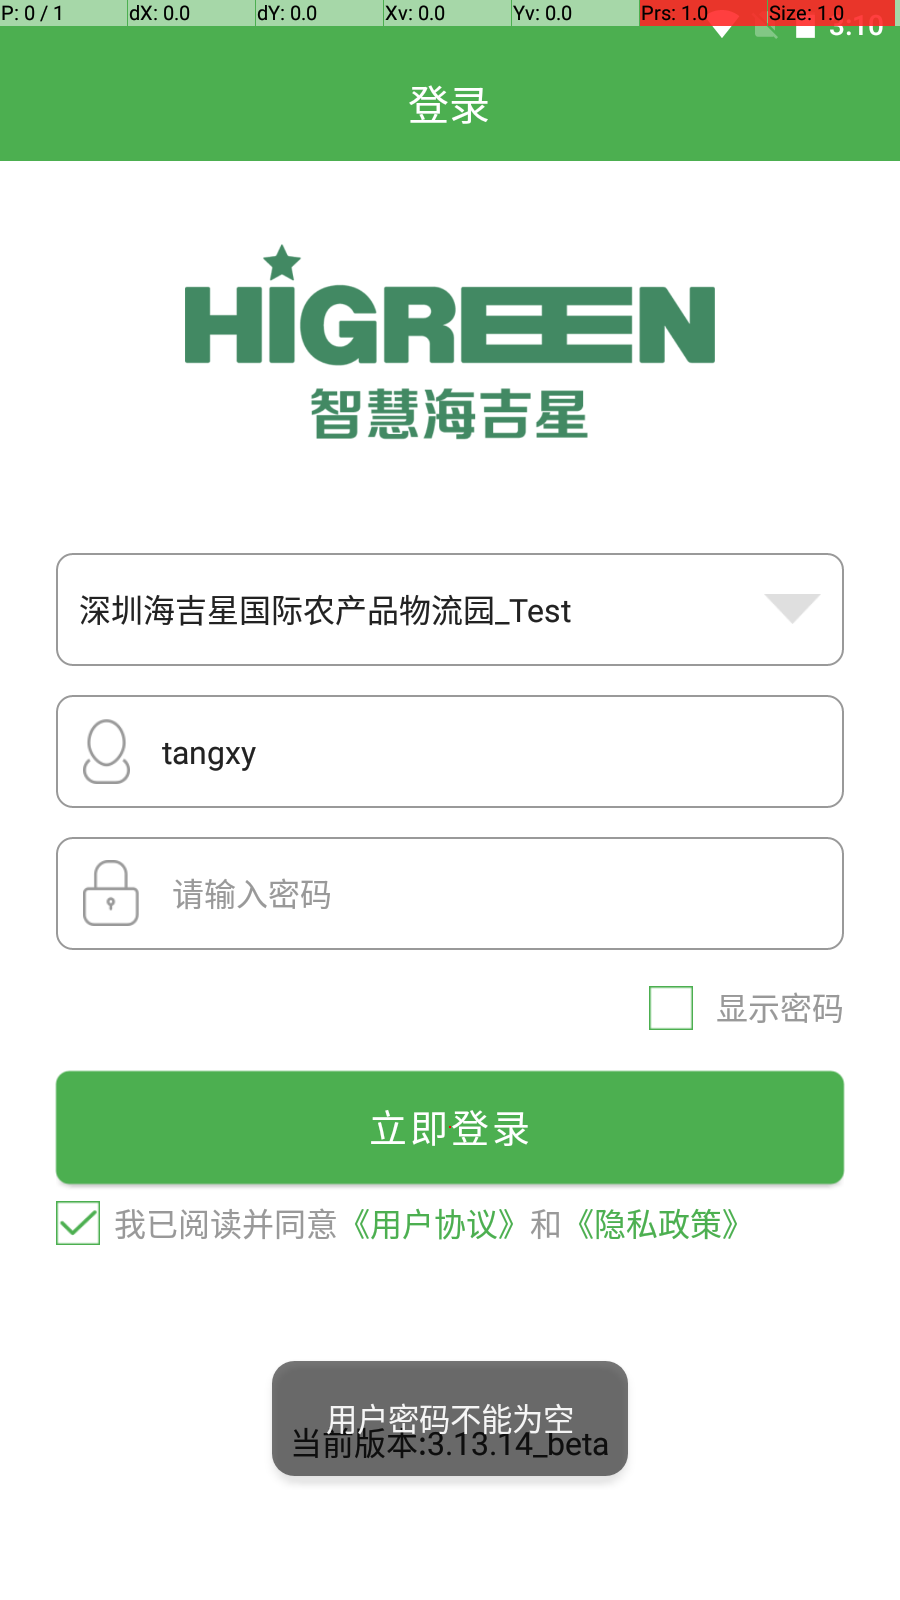 P: 0 / 1 dX: 0.0 dY: 0.0 Xv: 0.0 Yv: 0.0 Prs: 1.0 Size: 1.0
3:10
登录
HIGREEN
智慧海吉星
深圳海吉星国际农产品物流园_Test
tangxy
请输入密码
显示密码
立即登录
我已阅读并同意《用户协议》和《隐私政策》
用户密码不能为空
当前版本:3.13.14_beta